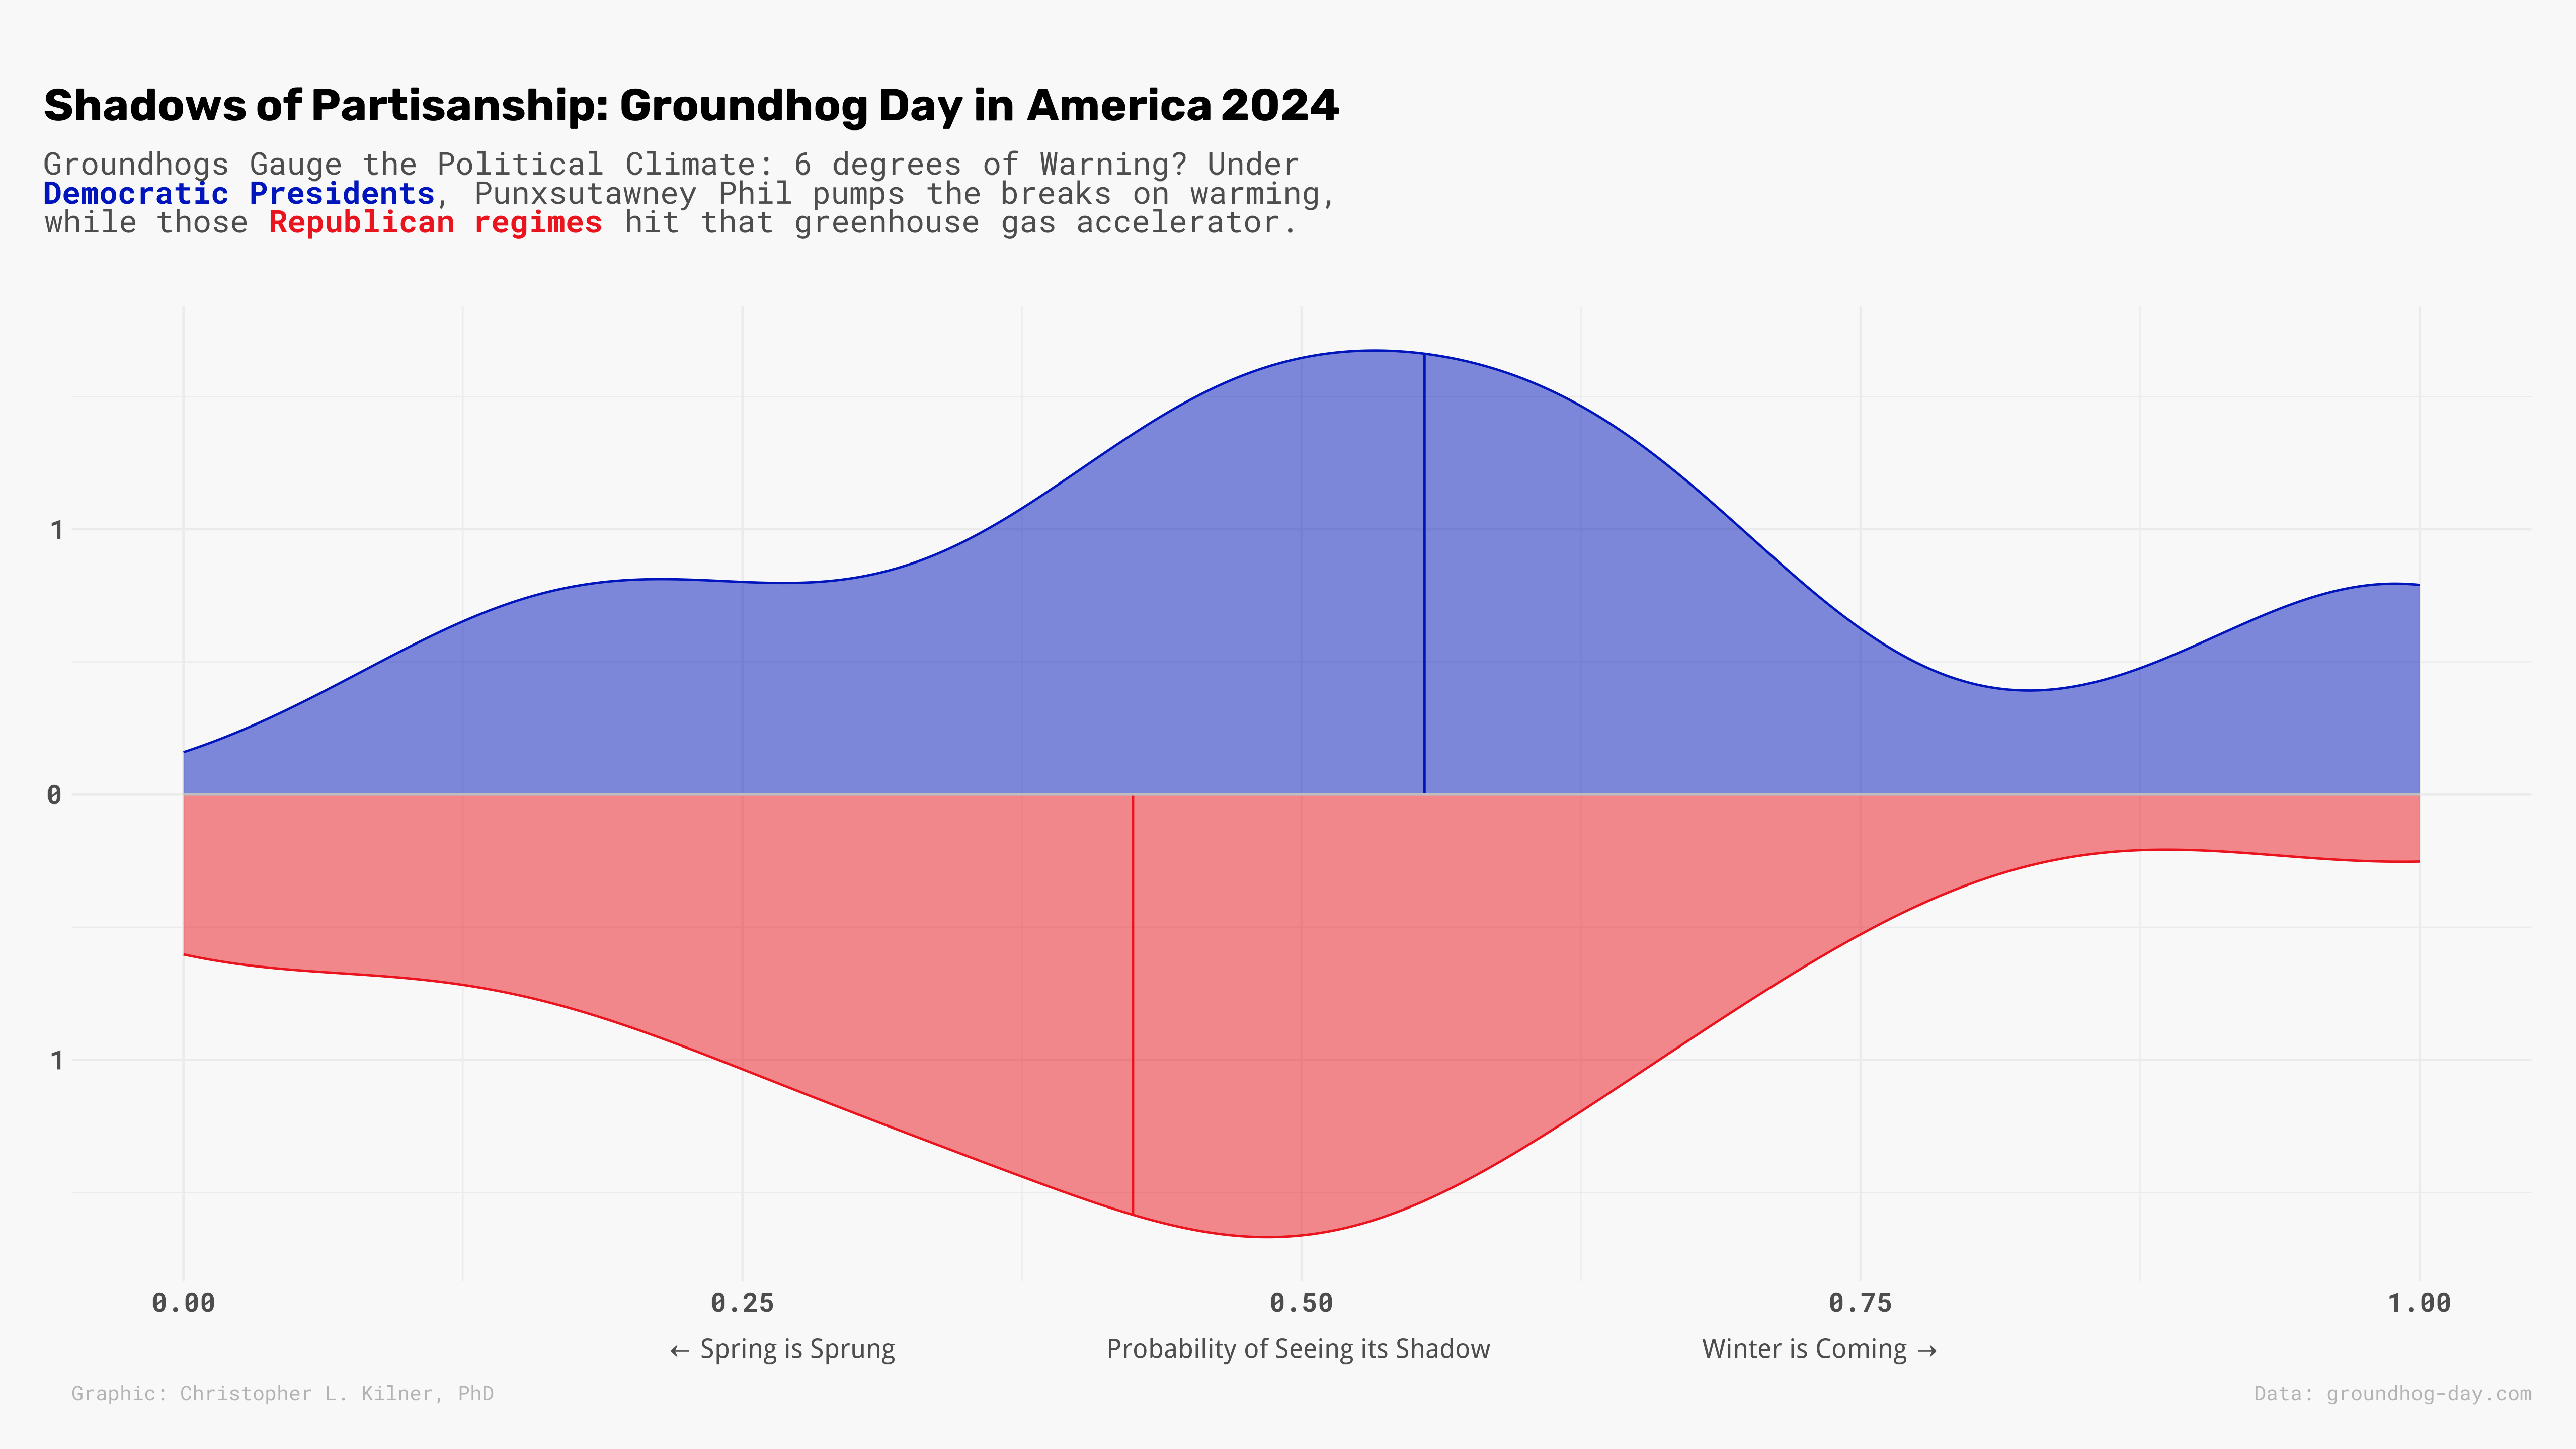 Shadows of Partisanship: Groundhog Day in America 2024
Groundhogs Gauge the Political Climate: 6 degrees of Warning? Under
Democratic Presidents, Punxsutawney Phil pumps the breaks on warming,
while those Republican regimes hit that greenhouse gas accelerator.
1
0
1
0.00 0.25 0.50 0.75 1.00
← Spring is Sprung Probability of Seeing its Shadow Winter is Coming →
Graphic: Christopher L. Kilner, PhD Data: groundhog-day.com